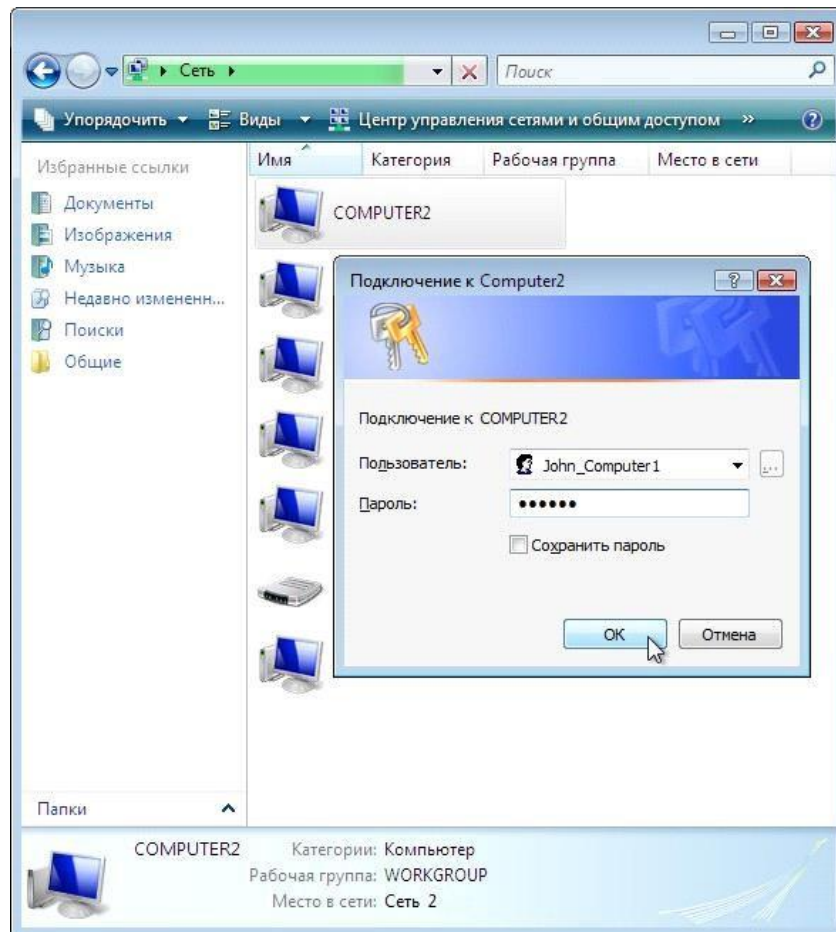 Сеть
Поиск
Упорядочить Виды Центр управления сетями и общим доступом »
Избранные ссылки
Документы
Изображения
Музыка
Недавно измененн...
Поиски
Общие
Имя Категория Рабочая группа Место в сети
COMPUTER2
Подключение к Computer2
Подключение к COMPUTER2
Пользователь: John_Computer1
Пароль: ••••••
Сохранить пароль
OK Отмена
Папки
COMPUTER2 Категории: Компьютер
Рабочая группа: WORKGROUP
Место в сети: Сеть 2